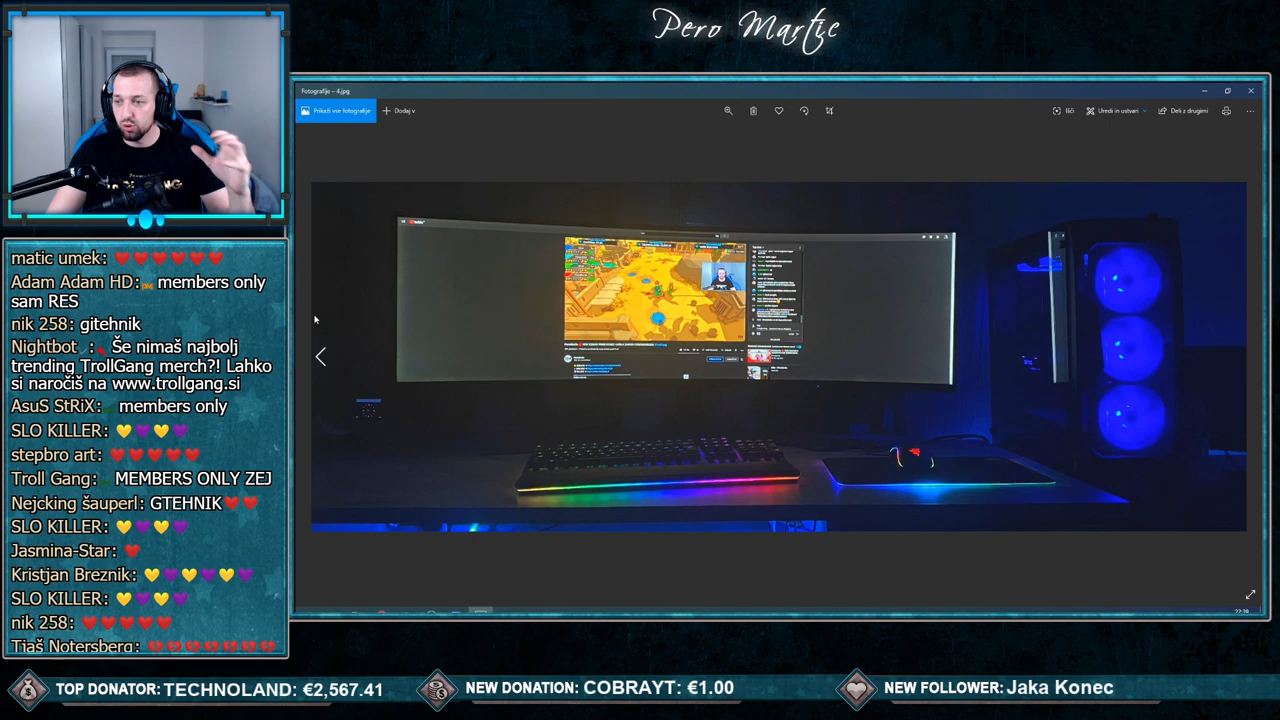 Pero Martic
Fotografije – 4.jpg
Prikaži vse fotografije
Dodaj v
Išči
Uredi in ustvari
Deli z drugimi
matic umek: ❤❤❤❤❤❤
Adam Adam HD: members only
sam RES
nik 258: gitehnik
Nightbot : Še nimaš najbolj
trending TrollGang merch?! Lahko
si naročiš na www.trollgang.si
AsuS StRiX: members only
SLO KILLER: 💛💜💛💜
stepbro art: ❤❤❤❤❤
Troll Gang: MEMBERS ONLY ZEJ
Nejcking šauperl: GTEHNIK❤❤
SLO KILLER: 💛💜💛💜
Jasmina-Star: ❤
Kristjan Breznik: 💛💜💛💜💛💜
SLO KILLER: 💛💜💛💜
nik 258: ❤❤❤❤❤
Tjaš Notersberg: 💔💔💔💔💔💔💔
TOP DONATOR: TECHNOLAND: €2,567.41
NEW DONATION: COBRAYT: €1.00
NEW FOLLOWER: Jaka Konec